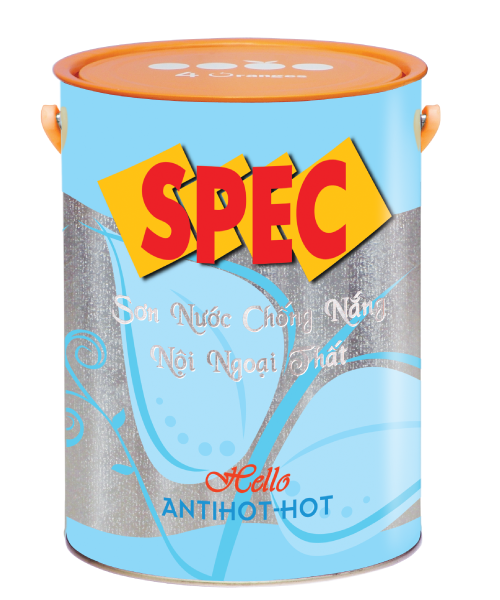 4 Oranges
SPEC
Sơn Nước Chống Nắng
Nội Ngoại Thất
Hello
ANTIHOT-HOT